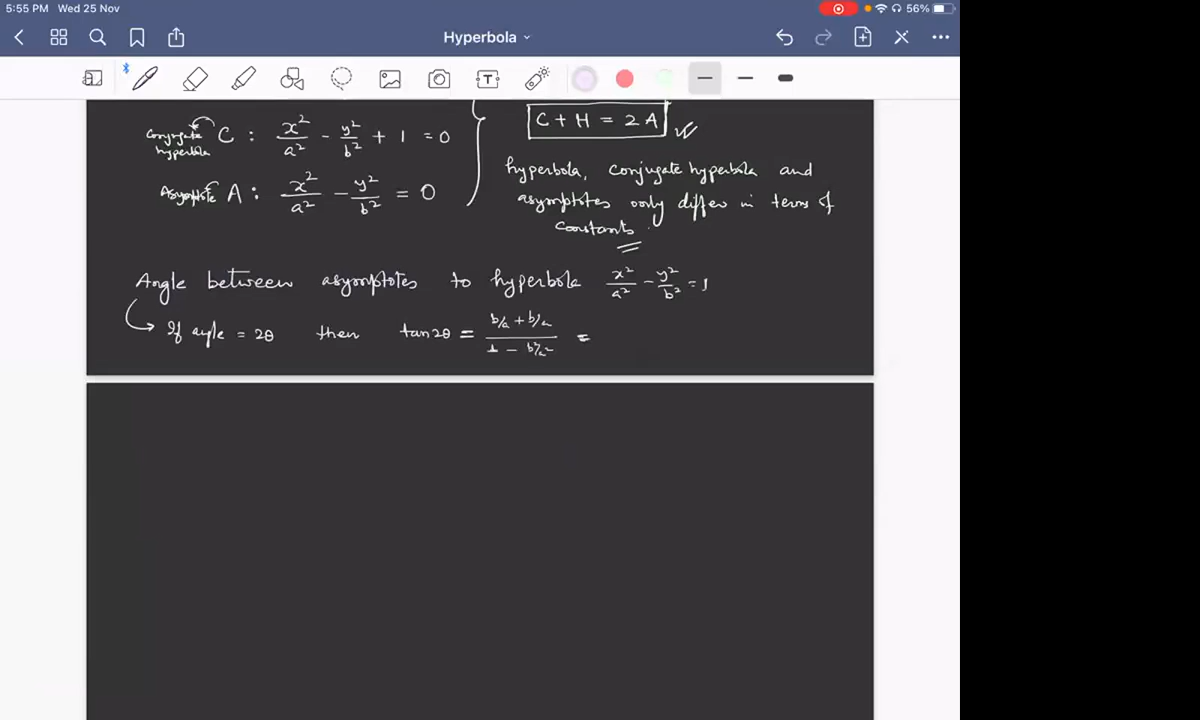 5:55 PM Wed 25 Nov 56%
Hyperbola
C + H = 2A
Conjugate hyperbola C : x²/a² - y²/b² + 1 = 0
Asymptote A : x²/a² - y²/b² = 0
hyperbola, Conjugate hyperbola and
asymptotes only differ in terms of
Constants.
Angle between asymptotes to hyperbola x²/a² - y²/b² = 1
If angle = 2θ then tan2θ = (b/a + b/a)/(1 - b²/a²) =